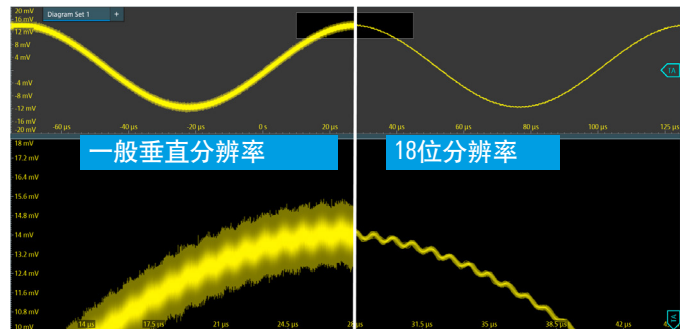 20 mV
Diagram Set 1 +
16 mV
12 mV
8 mV
4 mV
1A
-4 mV
-8 mV
-12 mV
-16 mV
-20 mV
-60 µs -40 µs -20 µs 0 s 20 µs 40 µs 60 µs 80 µs 100 µs 125 µs
18 mV
一般垂直分辨率 18位分辨率
17.2 mV
16.4 mV
15.6 mV
14.8 mV
14 mV
13.2 mV
12.4 mV
11.6 mV
10.8 mV
10 mV
14 µs 17.5 µs 21 µs 24.5 µs 28 31.5 µs 35 µs 38.5 µs 42 µs